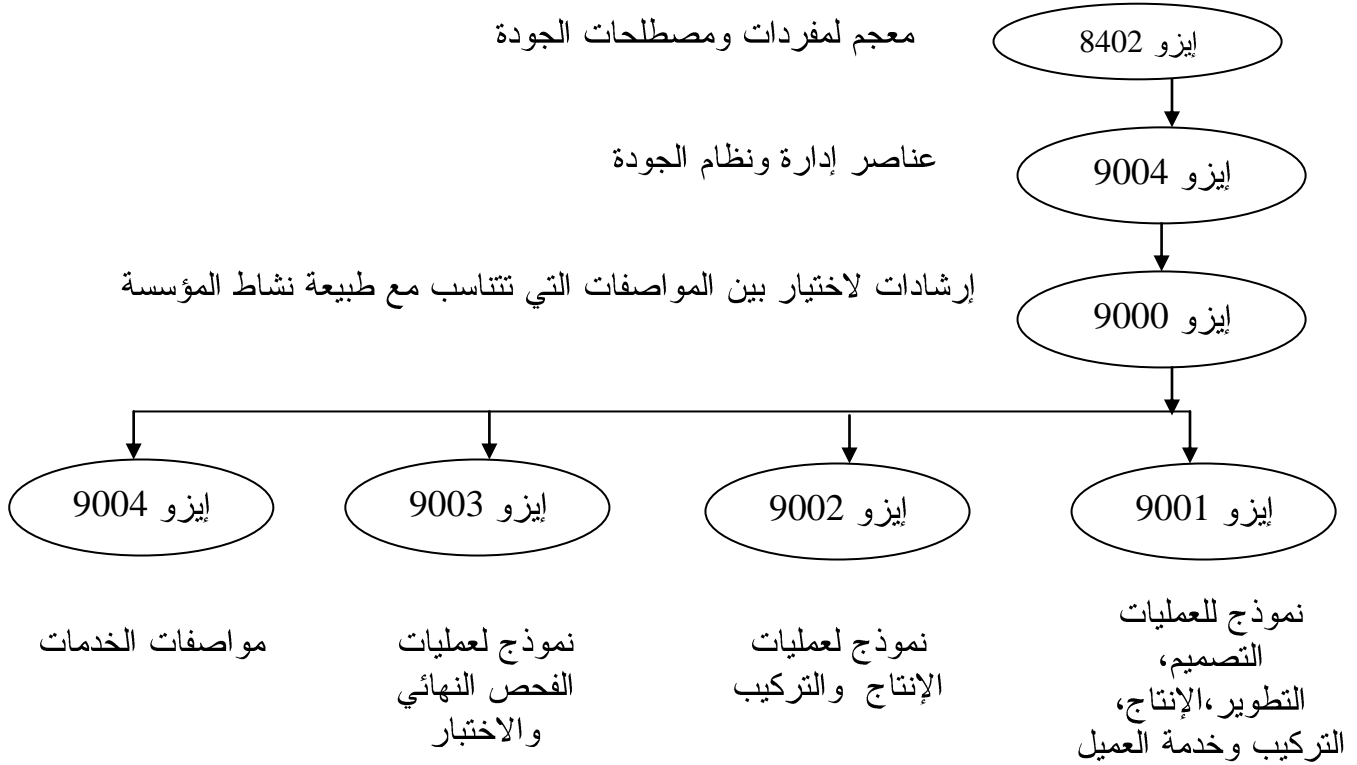 إيزو 8402
معجم لمفردات ومصطلحات الجودة
إيزو 9004
عناصر إدارة ونظام الجودة
إيزو 9000
إرشادات لاختيار بين المواصفات التي تتناسب مع طبيعة نشاط المؤسسة
إيزو 9001
إيزو 9002
إيزو 9003
إيزو 9004
نموذج للعمليات
التصميم،
التطوير،الإنتاج،
التركيب وخدمة العميل
نموذج لعمليات
الإنتاج والتركيب
نموذج لعمليات
الفحص النهائي
والاختبار
مواصفات الخدمات